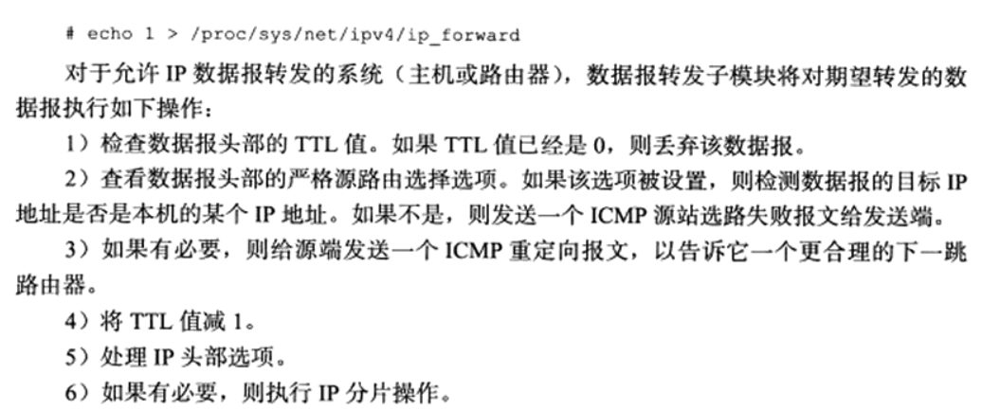 # echo 1 > /proc/sys/net/ipv4/ip_forward
对于允许 IP 数据报转发的系统（主机或路由器），数据报转发子模块将对期望转发的数
据报执行如下操作：
1）检查数据报头部的 TTL 值。如果 TTL 值已经是 0，则丢弃该数据报。
2）查看数据报头部的严格源路由选择选项。如果该选项被设置，则检测数据报的目标 IP
地址是否是本机的某个 IP 地址。如果不是，则发送一个 ICMP 源站选路失败报文给发送端。
3）如果有必要，则给源端发送一个 ICMP 重定向报文，以告诉它一个更合理的下一跳
路由器。
4）将 TTL 值减 1。
5）处理 IP 头部选项。
6）如果有必要，则执行 IP 分片操作。